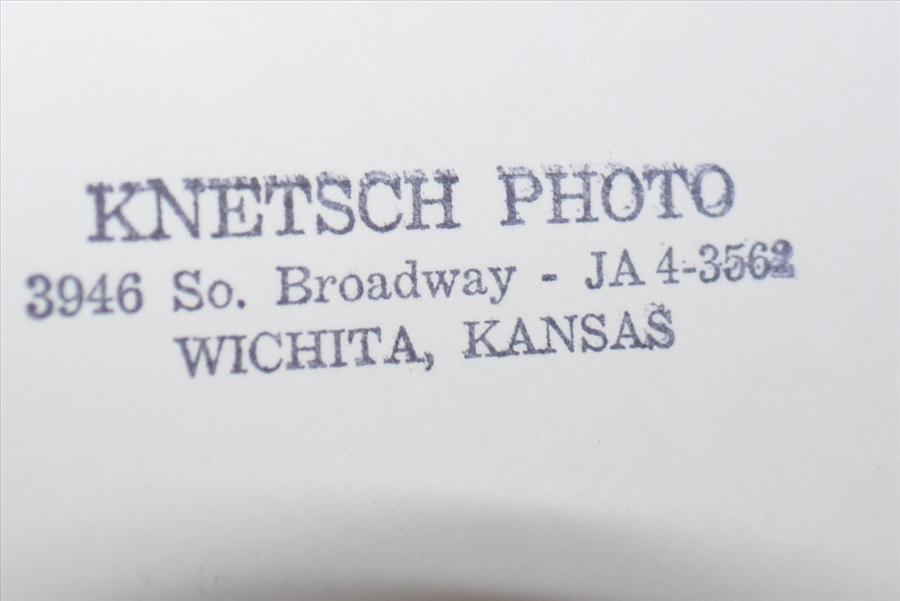 KNETSCH PHOTO
3946 So. Broadway - JA 4-3562
WICHITA, KANSAS